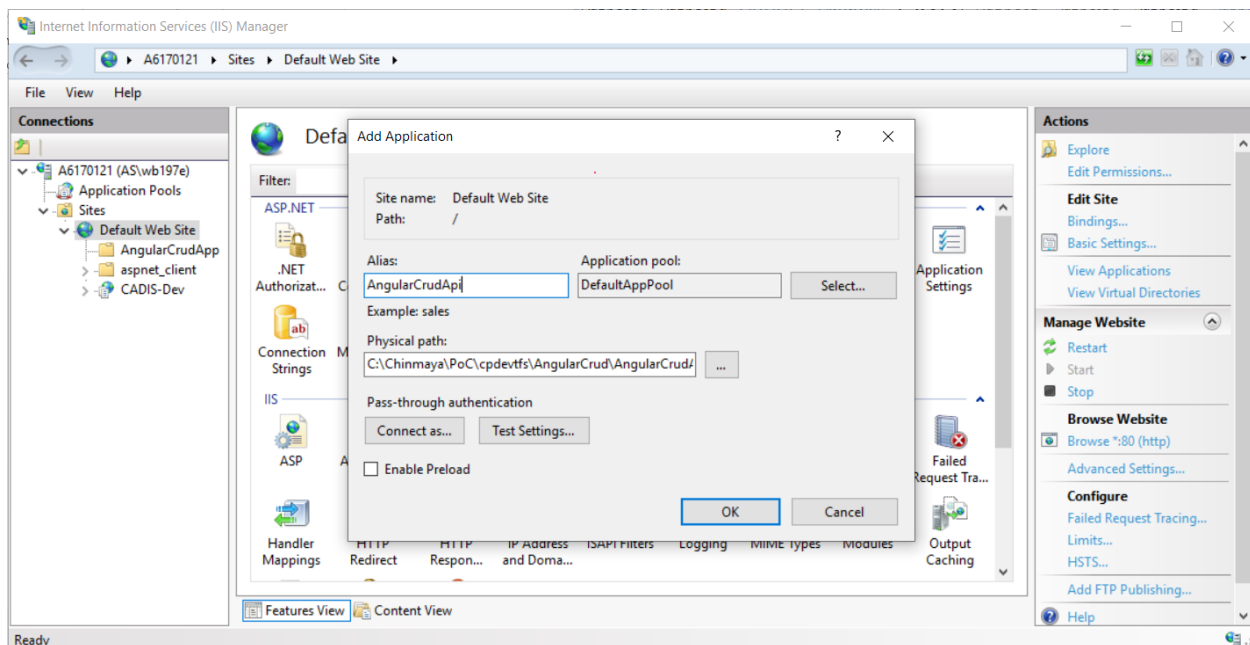 Internet Information Services (IIS) Manager
A6170121 Sites Default Web Site
File View Help
Connections
A6170121 (AS\wb197e)
Application Pools
Sites
Default Web Site
AngularCrudApp
aspnet_client
CADIS-Dev
Defa
Filter:
ASP.NET
.NET
Authorizat... C
Connection M
Strings
IIS
ASP A
Handler
Mappings
HTTP
Redirect
HTTP
Respon...
IP Address
and Doma...
ISAPI Filters
Logging
MIME Types
Modules
Application
Settings
Failed
Request Tra...
Output
Caching
Features View Content View
Add Application ?
Site name: Default Web Site
Path: /
Alias: Application pool:
AngularCrudApi DefaultAppPool Select...
Example: sales
Physical path:
C:\Chinmaya\PoC\cpdevtfs\AngularCrud\AngularCrud ...
Pass-through authentication
Connect as... Test Settings...
Enable Preload
OK Cancel
Actions
Explore
Edit Permissions...
Edit Site
Bindings...
Basic Settings...
View Applications
View Virtual Directories
Manage Website
Restart
Start
Stop
Browse Website
Browse *:80 (http)
Advanced Settings...
Configure
Failed Request Tracing...
Limits...
HSTS...
Add FTP Publishing...
Help
Ready